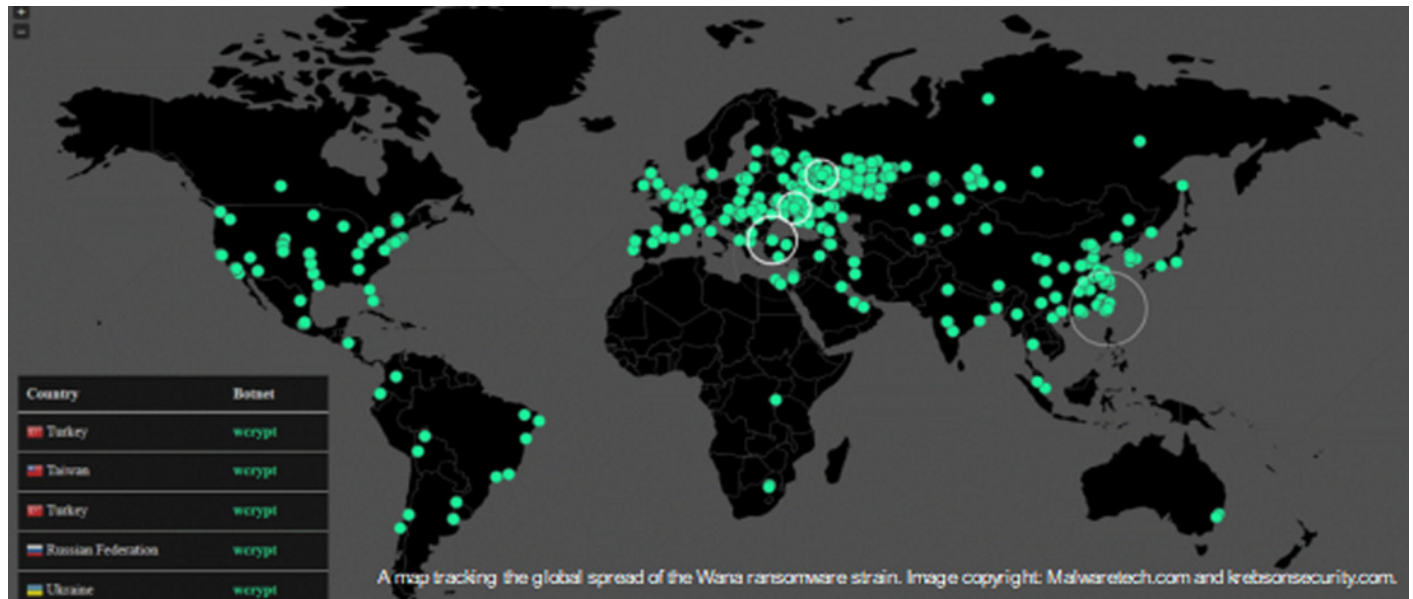 +
−
Country Botnet
Turkey wcrypt
Taiwan wcrypt
Turkey wcrypt
Russian Federation wcrypt
Ukraine wcrypt
A map tracking the global spread of the Wana ransomware strain. Image copyright: Malwaretech.com and krebsonsecurity.com.